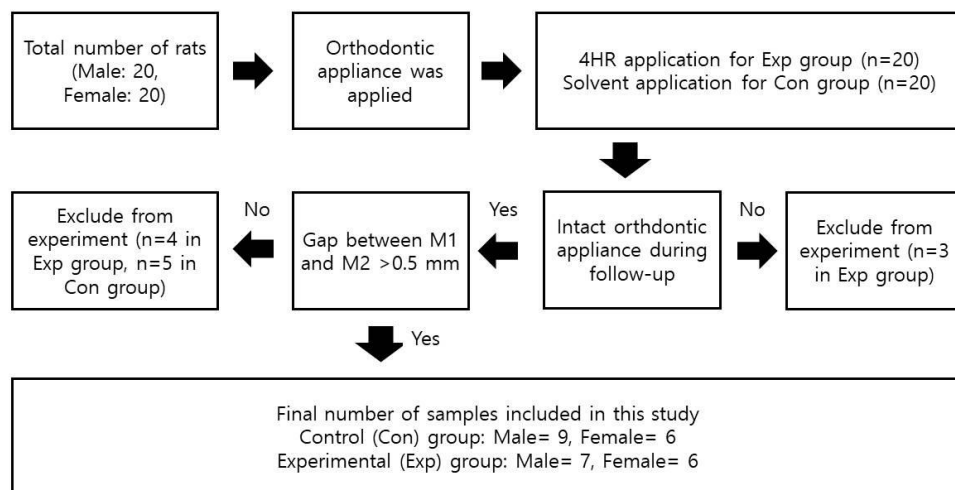 Total number of rats
(Male: 20,
Female: 20)
Orthodontic
appliance was
applied
4HR application for Exp group (n=20)
Solvent application for Con group (n=20)
Exclude from
experiment (n=4 in
Exp group, n=5 in
Con group)
No
Gap between M1
and M2 >0.5 mm
Yes
Intact orthdontic
appliance during
follow-up
No
Exclude from
experiment (n=3
in Exp group)
Yes
Final number of samples included in this study
Control (Con) group: Male= 9, Female= 6
Experimental (Exp) group: Male= 7, Female= 6